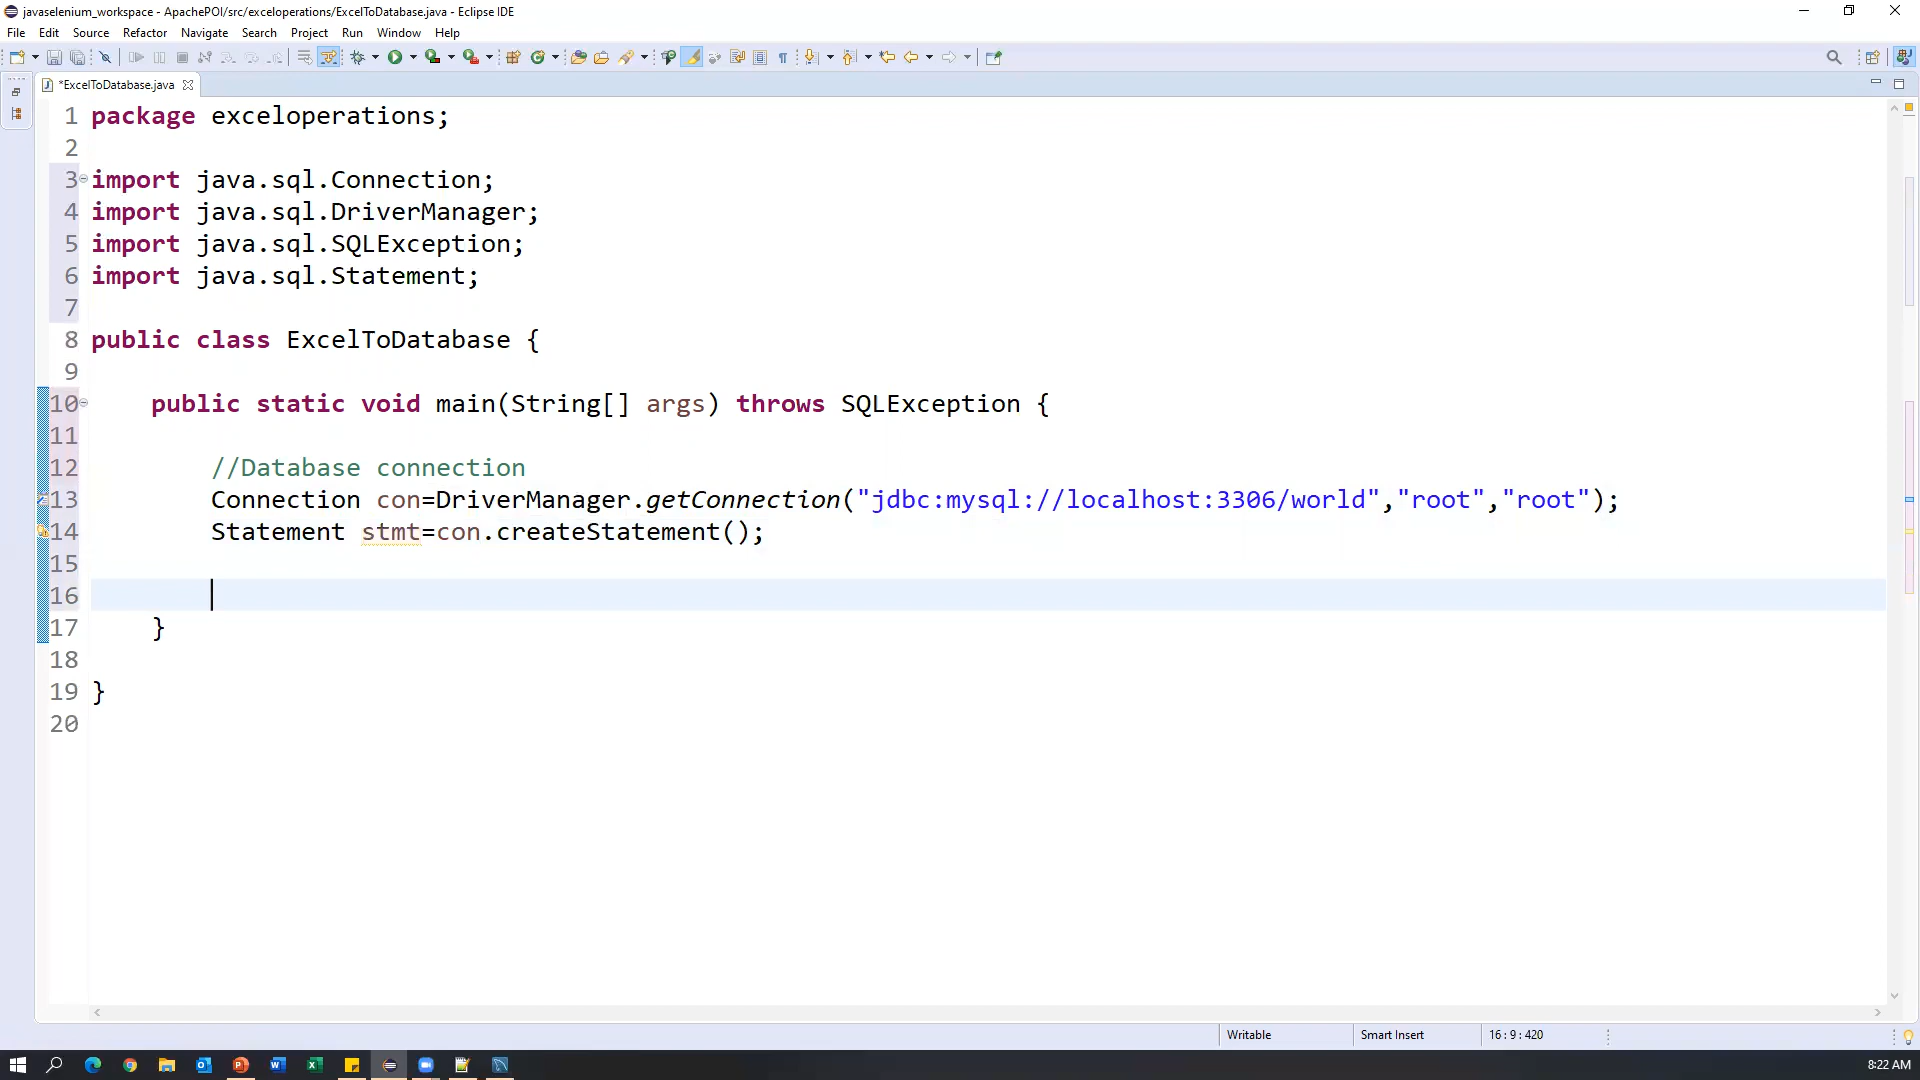 javaselenium_workspace - ApachePOI/src/exceloperations/ExcelToDatabase.java - Eclipse IDE
File Edit Source Refactor Navigate Search Project Run Window Help
*ExcelToDatabase.java
1 package exceloperations;
2
3 import java.sql.Connection;
4 import java.sql.DriverManager;
5 import java.sql.SQLException;
6 import java.sql.Statement;
7
8 public class ExcelToDatabase {
9
10 public static void main(String[] args) throws SQLException {
11
12 //Database connection
13 Connection con=DriverManager.getConnection("jdbc:mysql://localhost:3306/world","root","root");
14 Statement stmt=con.createStatement();
15
16
17 }
18
19 }
20
Writable Smart Insert 16 : 9 : 420
8:22 AM